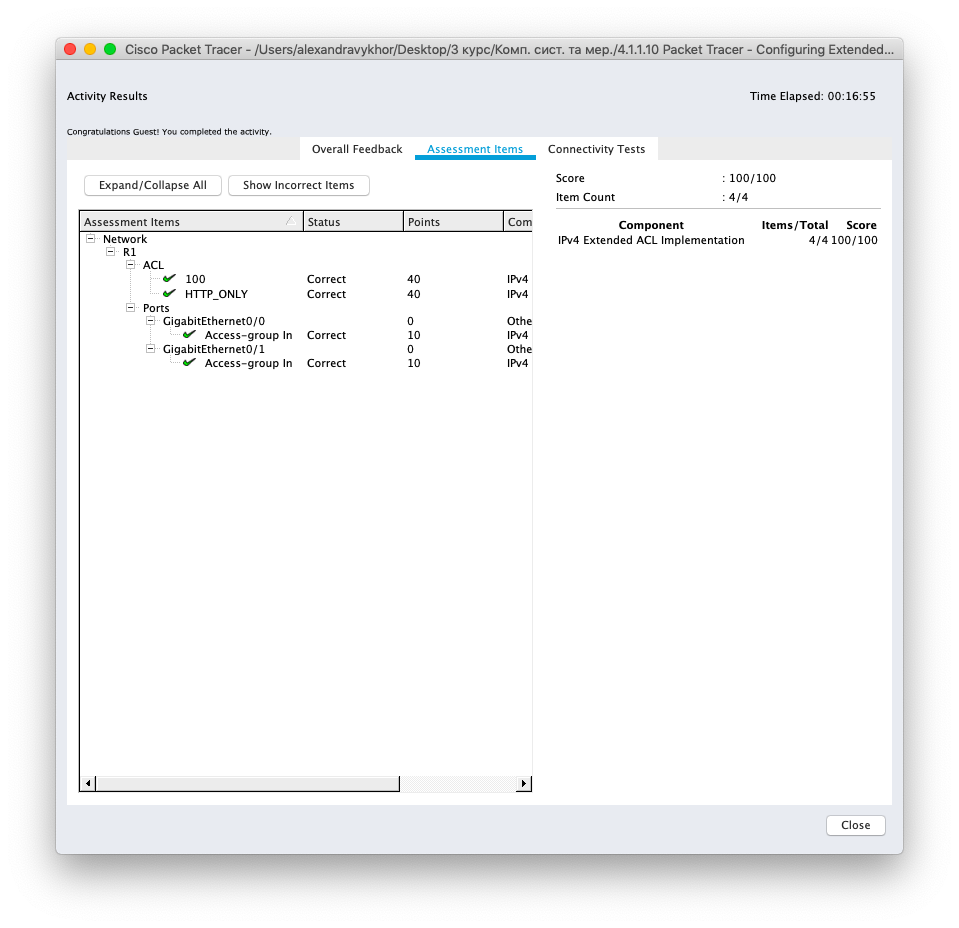 Cisco Packet Tracer - /Users/alexandravykhor/Desktop/3 курс/Комп. сист. та мер./4.1.1.10 Packet Tracer - Configuring Extended...
Activity Results
Time Elapsed: 00:16:55
Congratulations Guest! You completed the activity.
Overall Feedback
Assessment Items
Connectivity Tests
Expand/Collapse All
Show Incorrect Items
Assessment Items Status Points Com
Network
R1
ACL
100 Correct 40 IPv4
HTTP_ONLY Correct 40 IPv4
Ports
GigabitEthernet0/0 0 Othe
Access-group In Correct 10 IPv4
GigabitEthernet0/1 0 Othe
Access-group In Correct 10 IPv4
Score : 100/100
Item Count : 4/4
Component Items/Total Score
IPv4 Extended ACL Implementation 4/4 100/100
Close